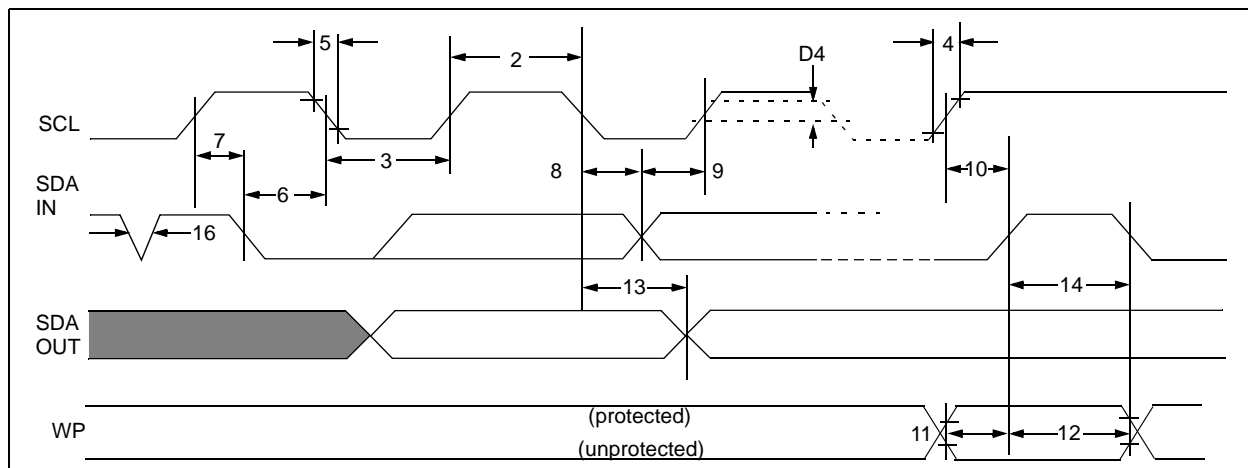 5
2
D4
4
SCL
7
3
8
9
10
SDA
IN
6
16
13
14
SDA
OUT
WP
(protected)
(unprotected)
11
12